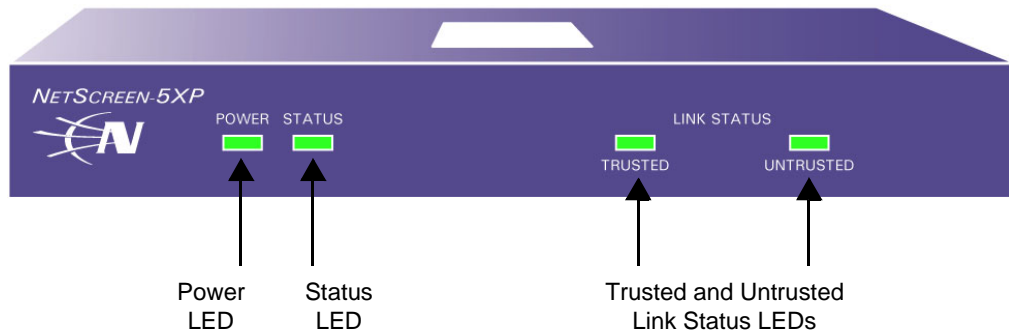 NETSCREEN-5XP
POWER STATUS
LINK STATUS
TRUSTED
UNTRUSTED
Power
LED
Status
LED
Trusted and Untrusted
Link Status LEDs